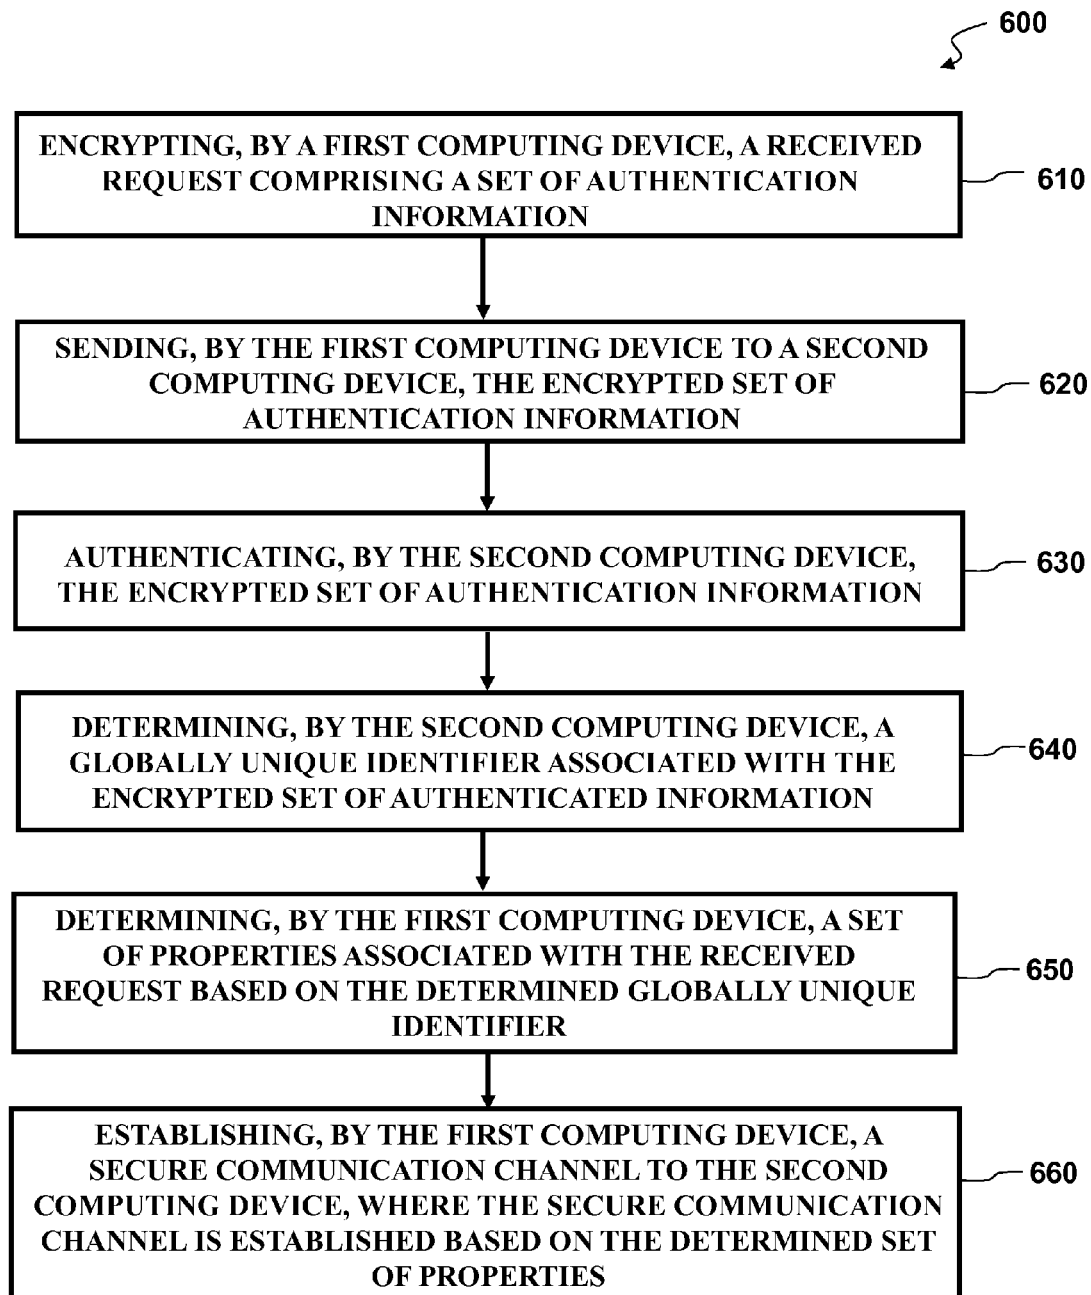 600
ENCRYPTING, BY A FIRST COMPUTING DEVICE, A RECEIVED
REQUEST COMPRISING A SET OF AUTHENTICATION
INFORMATION
610
SENDING, BY THE FIRST COMPUTING DEVICE TO A SECOND
COMPUTING DEVICE, THE ENCRYPTED SET OF
AUTHENTICATION INFORMATION
620
AUTHENTICATING, BY THE SECOND COMPUTING DEVICE,
THE ENCRYPTED SET OF AUTHENTICATION INFORMATION
630
DETERMINING, BY THE SECOND COMPUTING DEVICE, A
GLOBALLY UNIQUE IDENTIFIER ASSOCIATED WITH THE
ENCRYPTED SET OF AUTHENTICATED INFORMATION
640
DETERMINING, BY THE FIRST COMPUTING DEVICE, A SET
OF PROPERTIES ASSOCIATED WITH THE RECEIVED
REQUEST BASED ON THE DETERMINED GLOBALLY UNIQUE
IDENTIFIER
650
ESTABLISHING, BY THE FIRST COMPUTING DEVICE, A
SECURE COMMUNICATION CHANNEL TO THE SECOND
COMPUTING DEVICE, WHERE THE SECURE COMMUNICATION
CHANNEL IS ESTABLISHED BASED ON THE DETERMINED SET
OF PROPERTIES
660